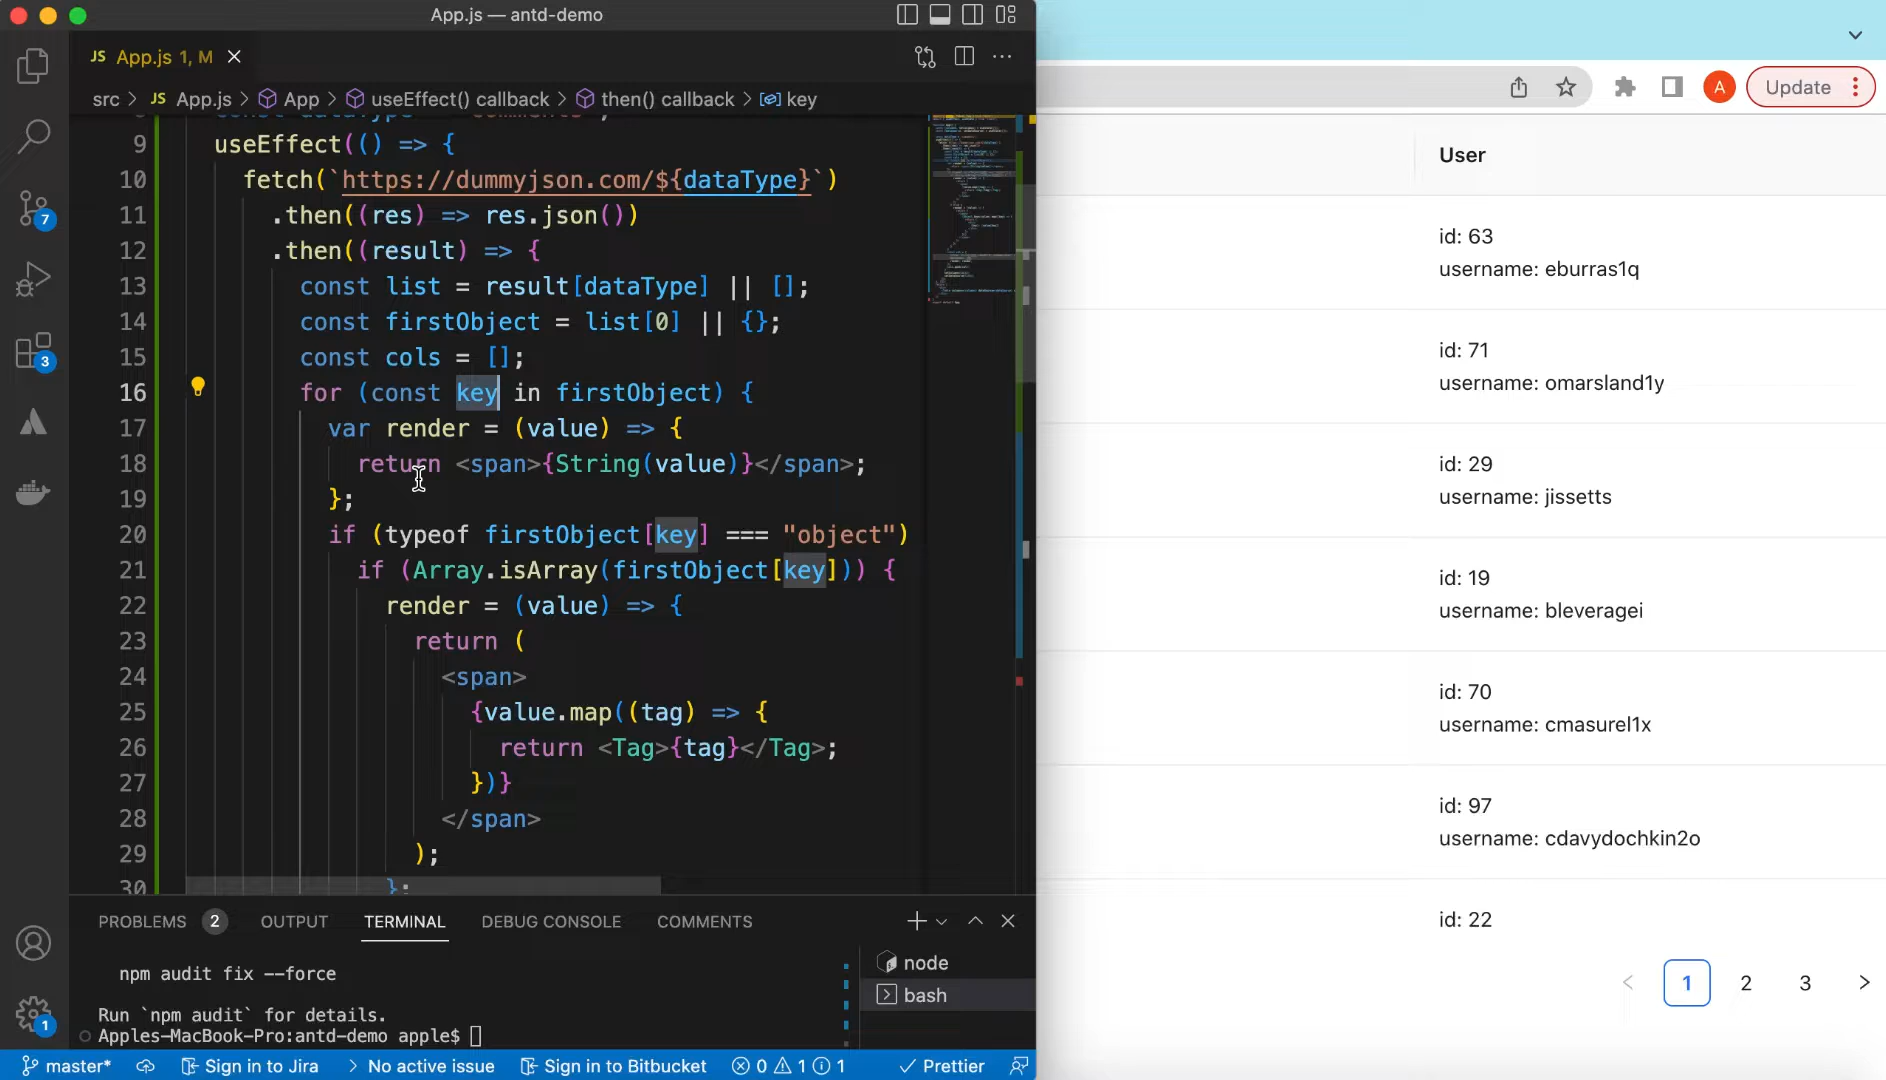 App.js — antd-demo
JS App.js 1, M
src > JS App.js > App > useEffect() callback > then() callback > key
9 useEffect(() => {
10 fetch(`https://dummyjson.com/${dataType}`)
11 .then((res) => res.json())
12 .then((result) => {
13 const list = result[dataType] || [];
14 const firstObject = list[0] || {};
15 const cols = [];
16 for (const key in firstObject) {
17 var render = (value) => {
18 return <span>{String(value)}</span>;
19 };
20 if (typeof firstObject[key] === "object")
21 if (Array.isArray(firstObject[key])) {
22 render = (value) => {
23 return (
24 <span>
25 {value.map((tag) => {
26 return <Tag>{tag}</Tag>;
27 })}
28 </span>
29 );
30 };
PROBLEMS 2 OUTPUT TERMINAL DEBUG CONSOLE COMMENTS
npm audit fix --force
Run `npm audit` for details.
Apples-MacBook-Pro:antd-demo apple$
node
bash
7
3
1
master* Sign in to Jira > No active issue Sign in to Bitbucket 0 1 1 Prettier
A Update
User
id: 63
username: eburras1q
id: 71
username: omarsland1y
id: 29
username: jissetts
id: 19
username: bleveragei
id: 70
username: cmasurel1x
id: 97
username: cdavydochkin2o
id: 22
< 1 2 3 >